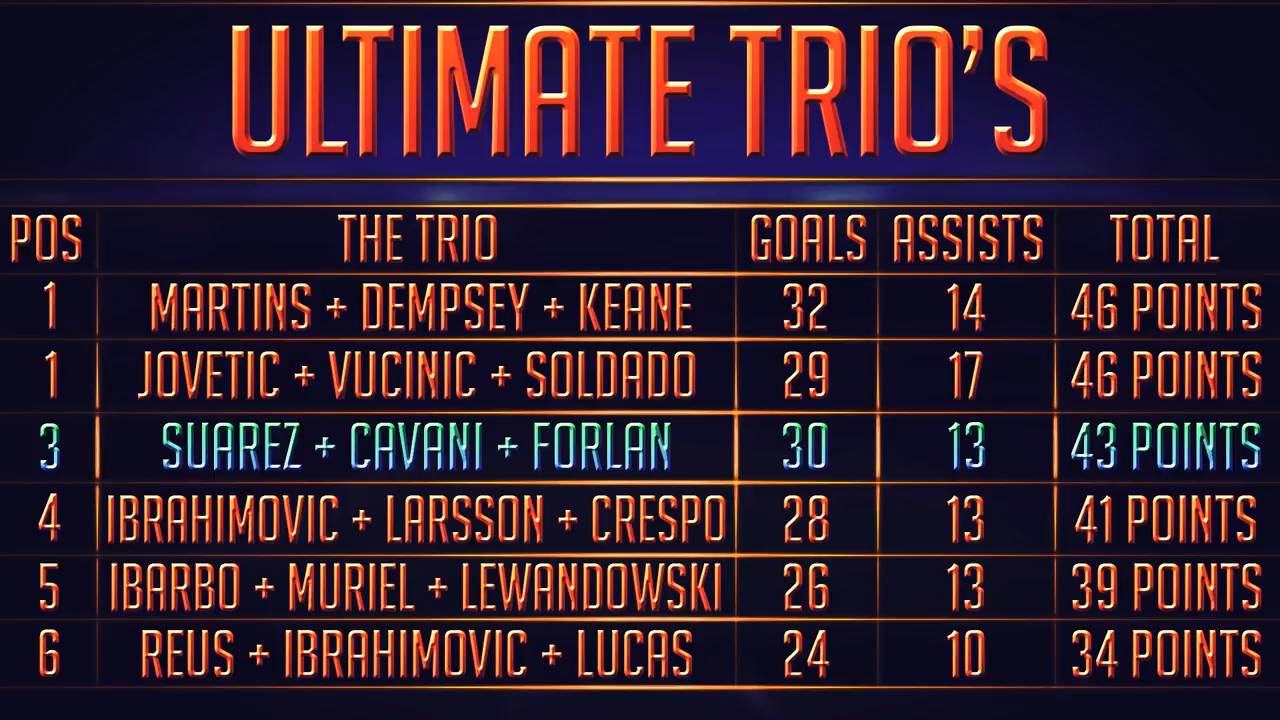 ULTIMATE TRIO'S
POS THE TRIO GOALS ASSISTS TOTAL
1 MARTINS + DEMPSEY + KEANE 32 14 46 POINTS
1 JOVETIC + VUCINIC + SOLDADO 29 17 46 POINTS
3 SUAREZ + CAVANI + FORLAN 30 13 43 POINTS
4 IBRAHIMOVIC + LARSSON + CRESPO 28 13 41 POINTS
5 IBARBO + MURIEL + LEWANDOWSKI 26 13 39 POINTS
6 REUS + IBRAHIMOVIC + LUCAS 24 10 34 POINTS